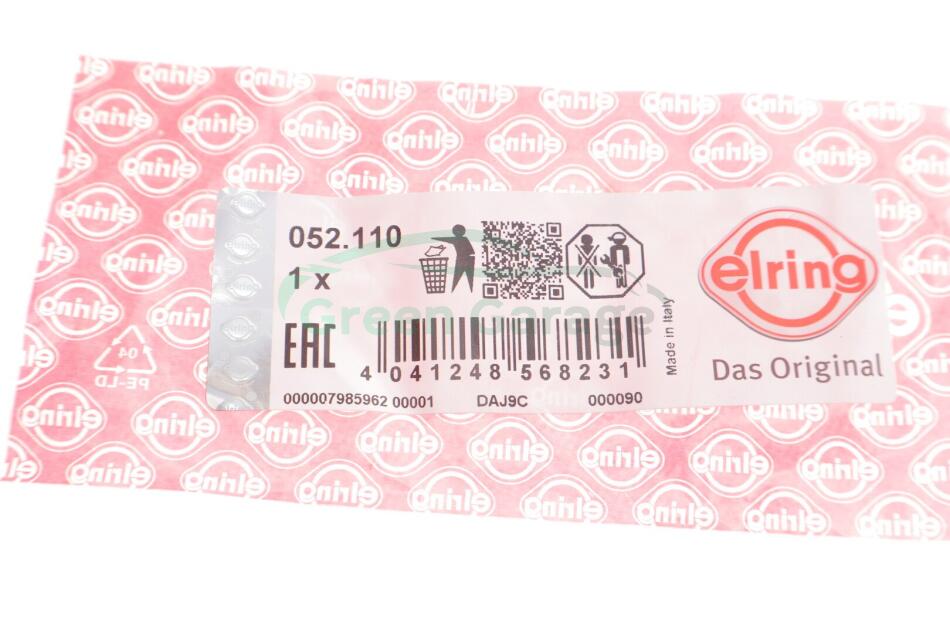 052.110
1 x
EAC
4 041248 568231
000007985962 00001 DAJ9C 000090
Made in Italy
elring
Das Original
Green Garage
04
PE-LD